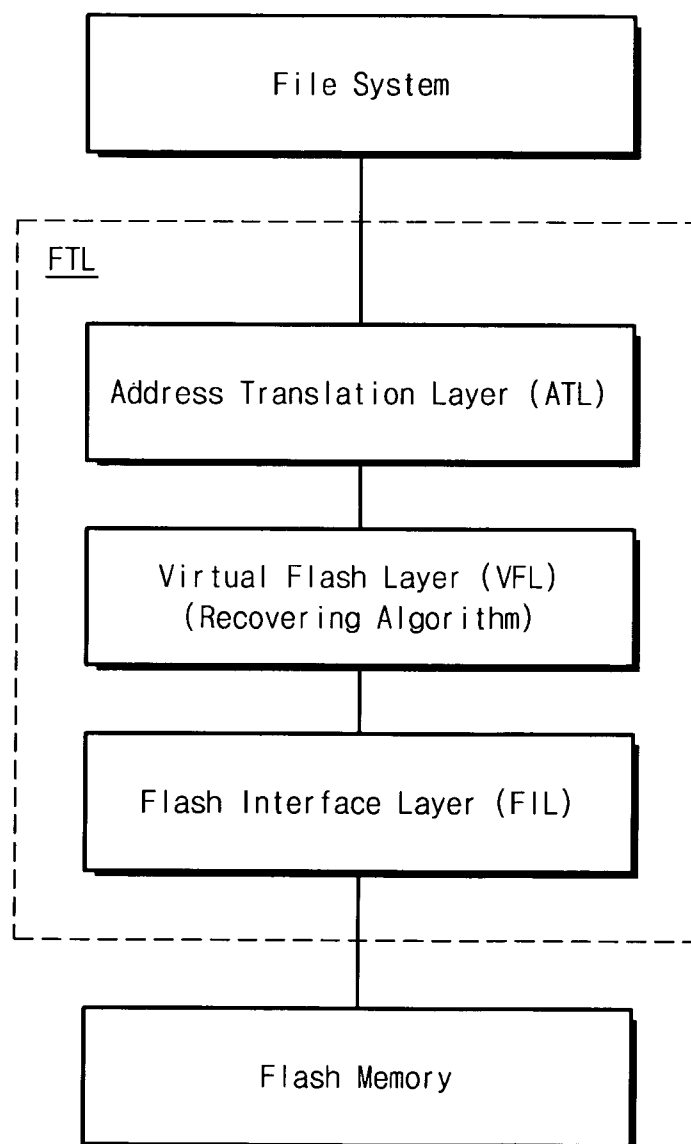 File System
FTL
Address Translation Layer (ATL)
Virtual Flash Layer (VFL)
(Recovering Algorithm)
Flash Interface Layer (FIL)
Flash Memory